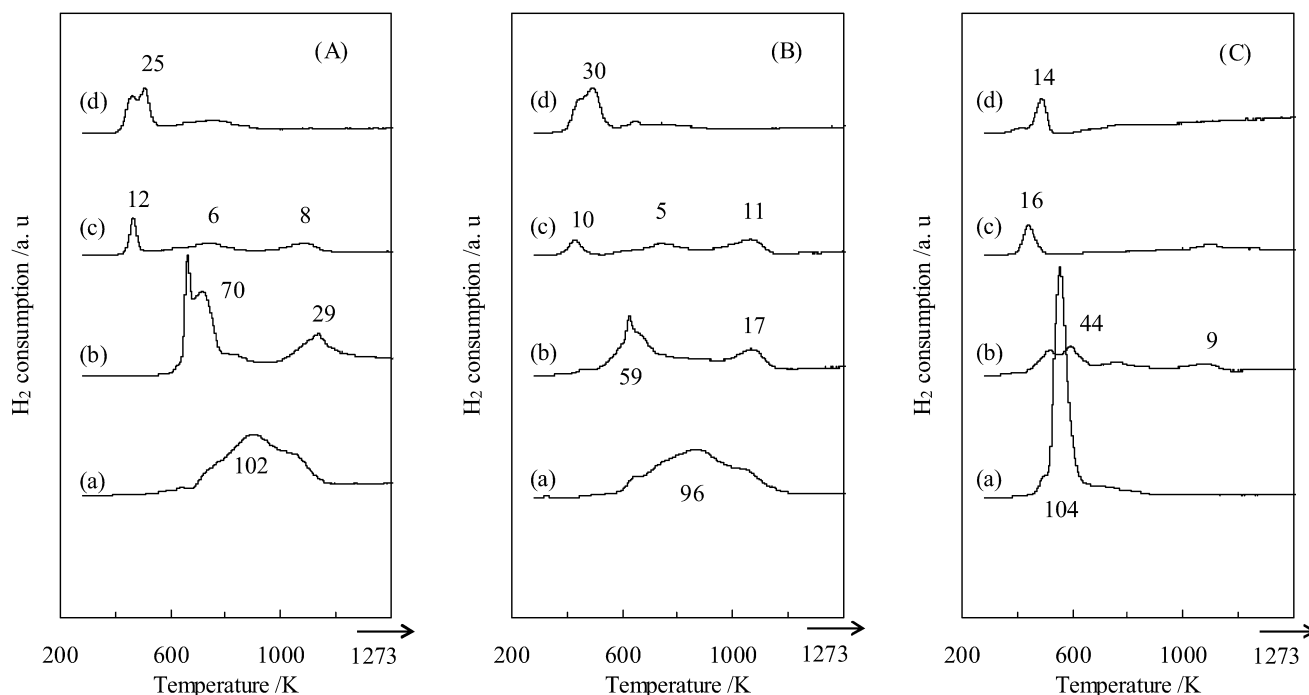 (A)
25
(d)
12
6
8
(c)
70
29
(b)
102
(a)
H2 consumption /a. u
200 600 1000 1273
Temperature /K
(B)
30
(d)
10
5
11
(c)
17
(b)
59
96
(a)
H2 consumption /a. u
200 600 1000 1273
Temperature /K
(C)
14
(d)
16
(c)
44
9
(b)
(a)
104
H2 consumption /a. u
200 600 1000 1273
Temperature /K